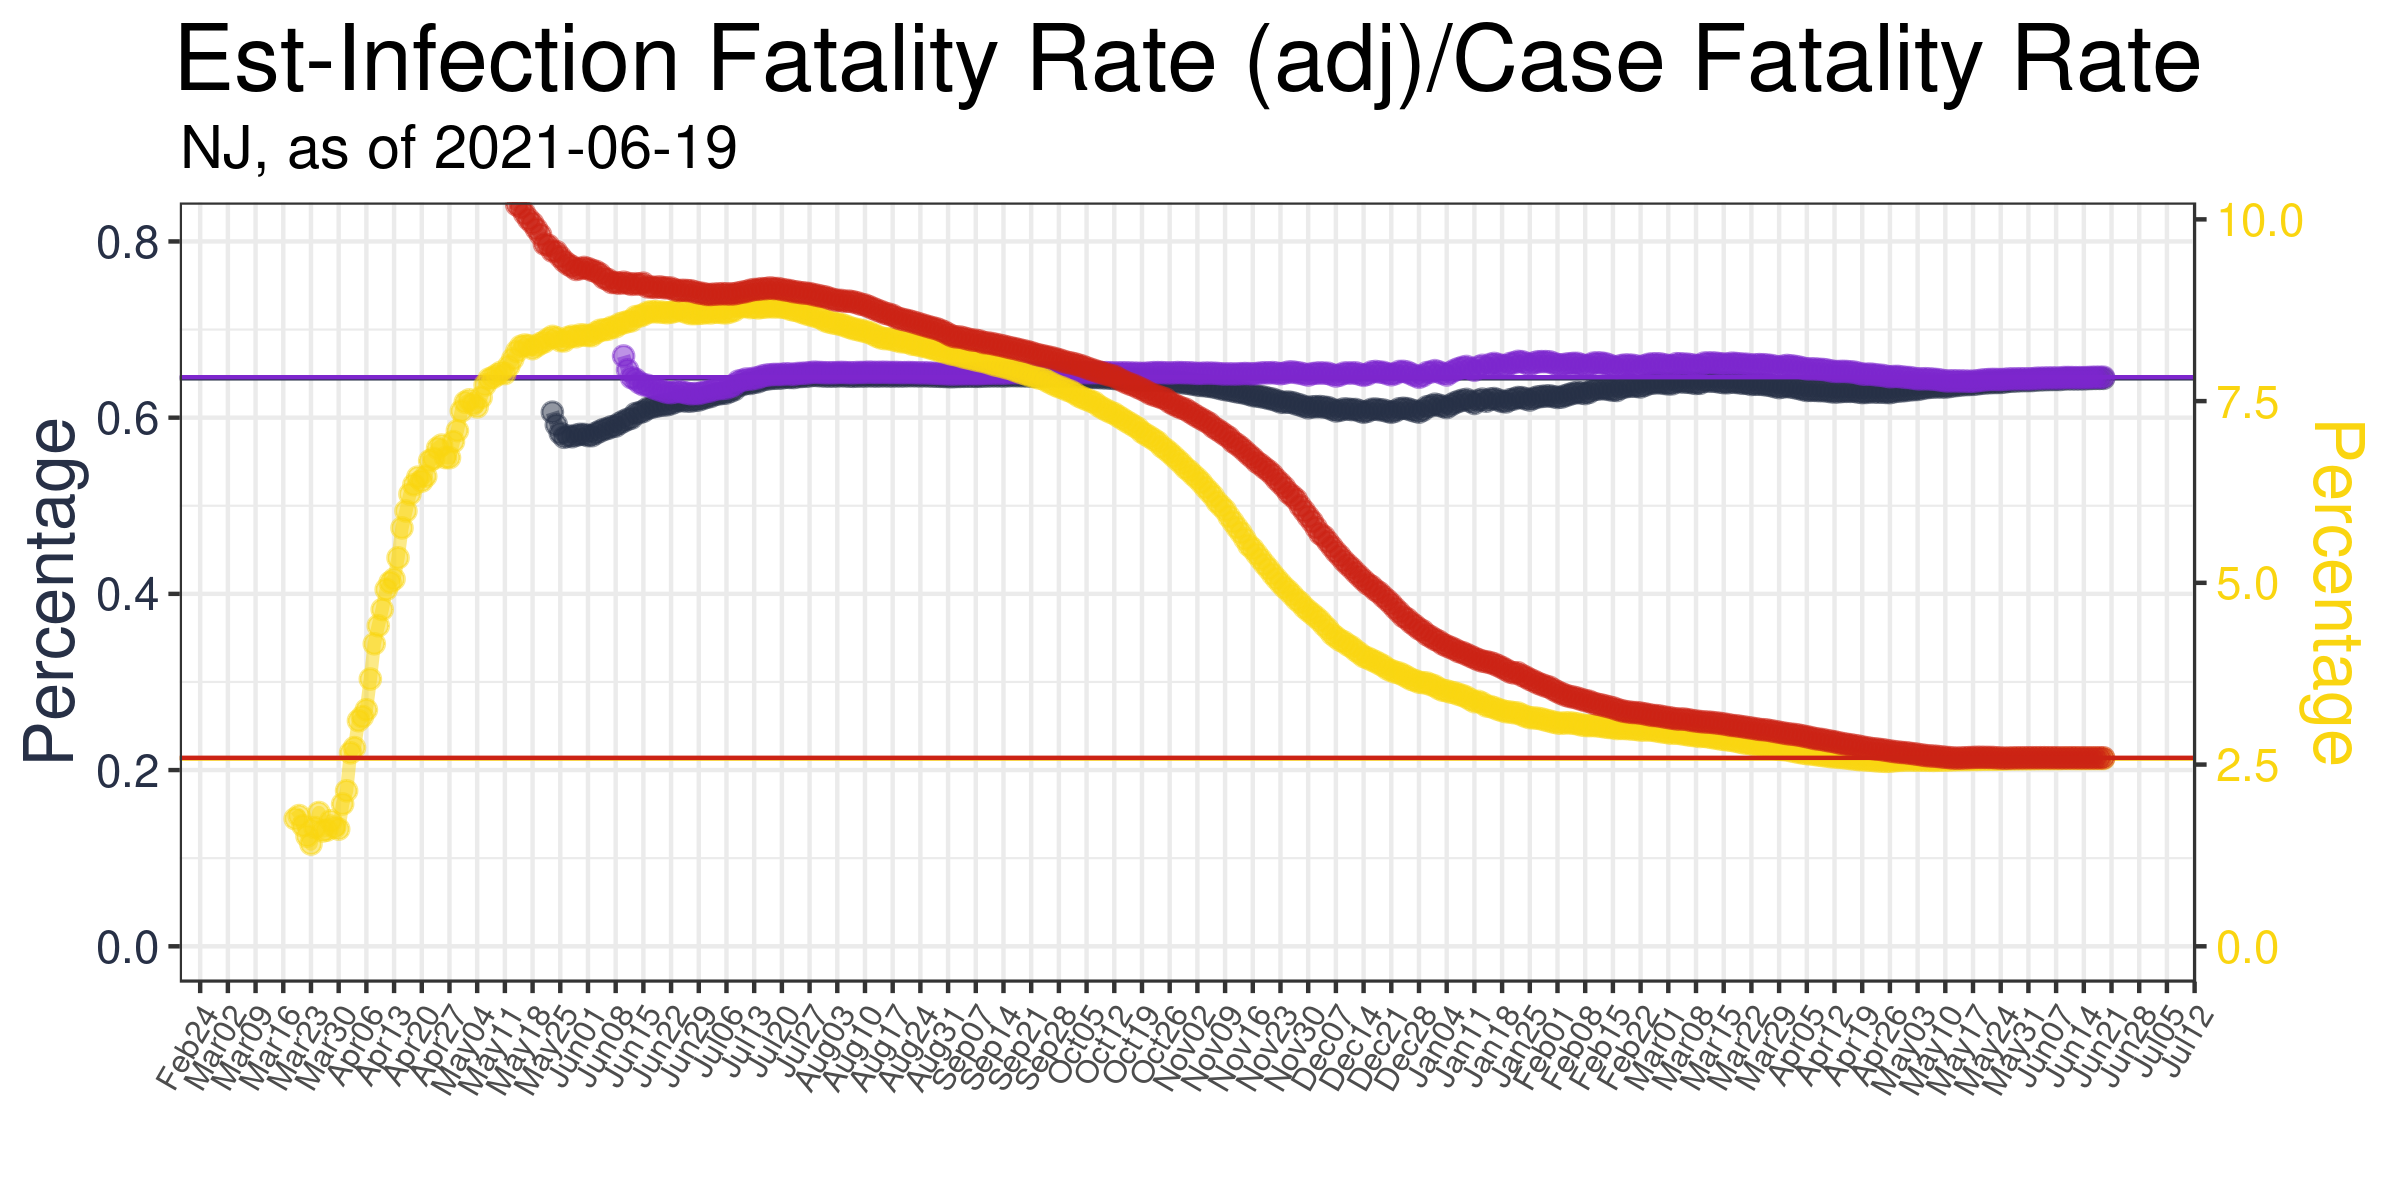 Est-Infection Fatality Rate (adj)/Case Fatality Rate
NJ, as of 2021-06-19
Percentage
0.8
0.6
0.4
0.2
0.0
10.0
7.5
5.0
2.5
0.0
Percentage
Feb24
Mar02
Mar09
Mar16
Mar23
Mar30
Apr06
Apr13
Apr20
Apr27
May04
May11
May18
May25
Jun01
Jun08
Jun15
Jun22
Jun29
Jul06
Jul13
Jul20
Jul27
Aug03
Aug10
Aug17
Aug24
Aug31
Sep07
Sep14
Sep21
Sep28
Oct05
Oct12
Oct19
Oct26
Nov02
Nov09
Nov16
Nov23
Nov30
Dec07
Dec14
Dec21
Dec28
Jan04
Jan11
Jan18
Jan25
Feb01
Feb08
Feb15
Feb22
Mar01
Mar08
Mar15
Mar22
Mar29
Apr05
Apr12
Apr19
Apr26
May03
May10
May17
May24
May31
Jun07
Jun14
Jun21
Jun28
Jul05
Jul12